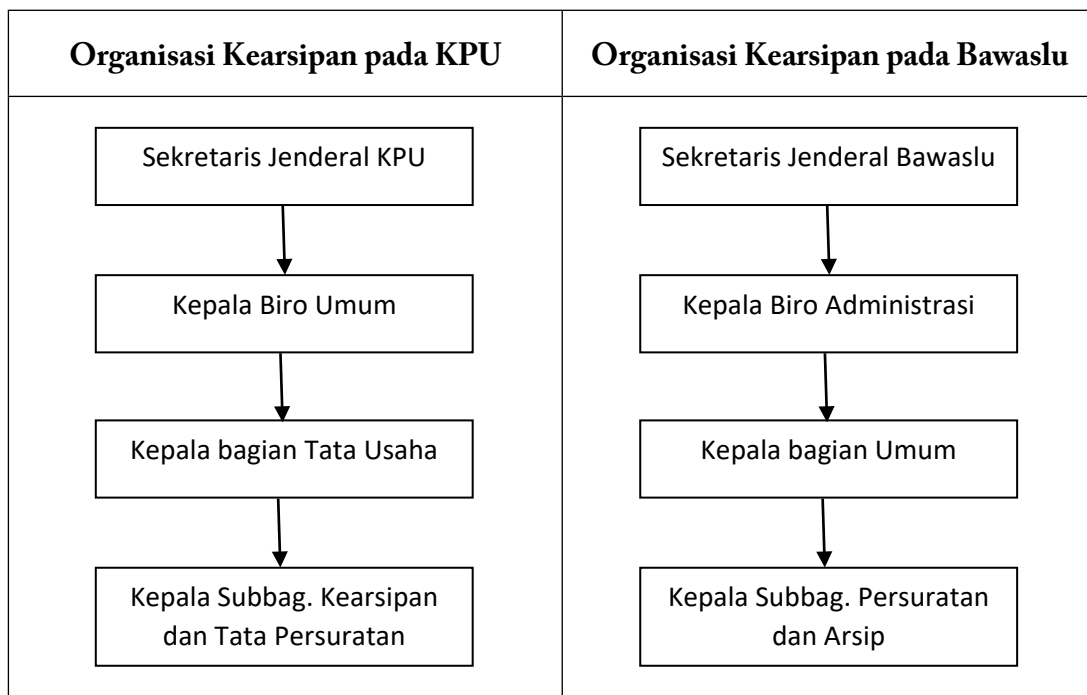 Organisasi Kearsipan pada KPU
Organisasi Kearsipan pada Bawaslu
Sekretaris Jenderal KPU
Kepala Biro Umum
Kepala bagian Tata Usaha
Kepala Subbag. Kearsipan
dan Tata Persuratan
Sekretaris Jenderal Bawaslu
Kepala Biro Administrasi
Kepala bagian Umum
Kepala Subbag. Persuratan
dan Arsip